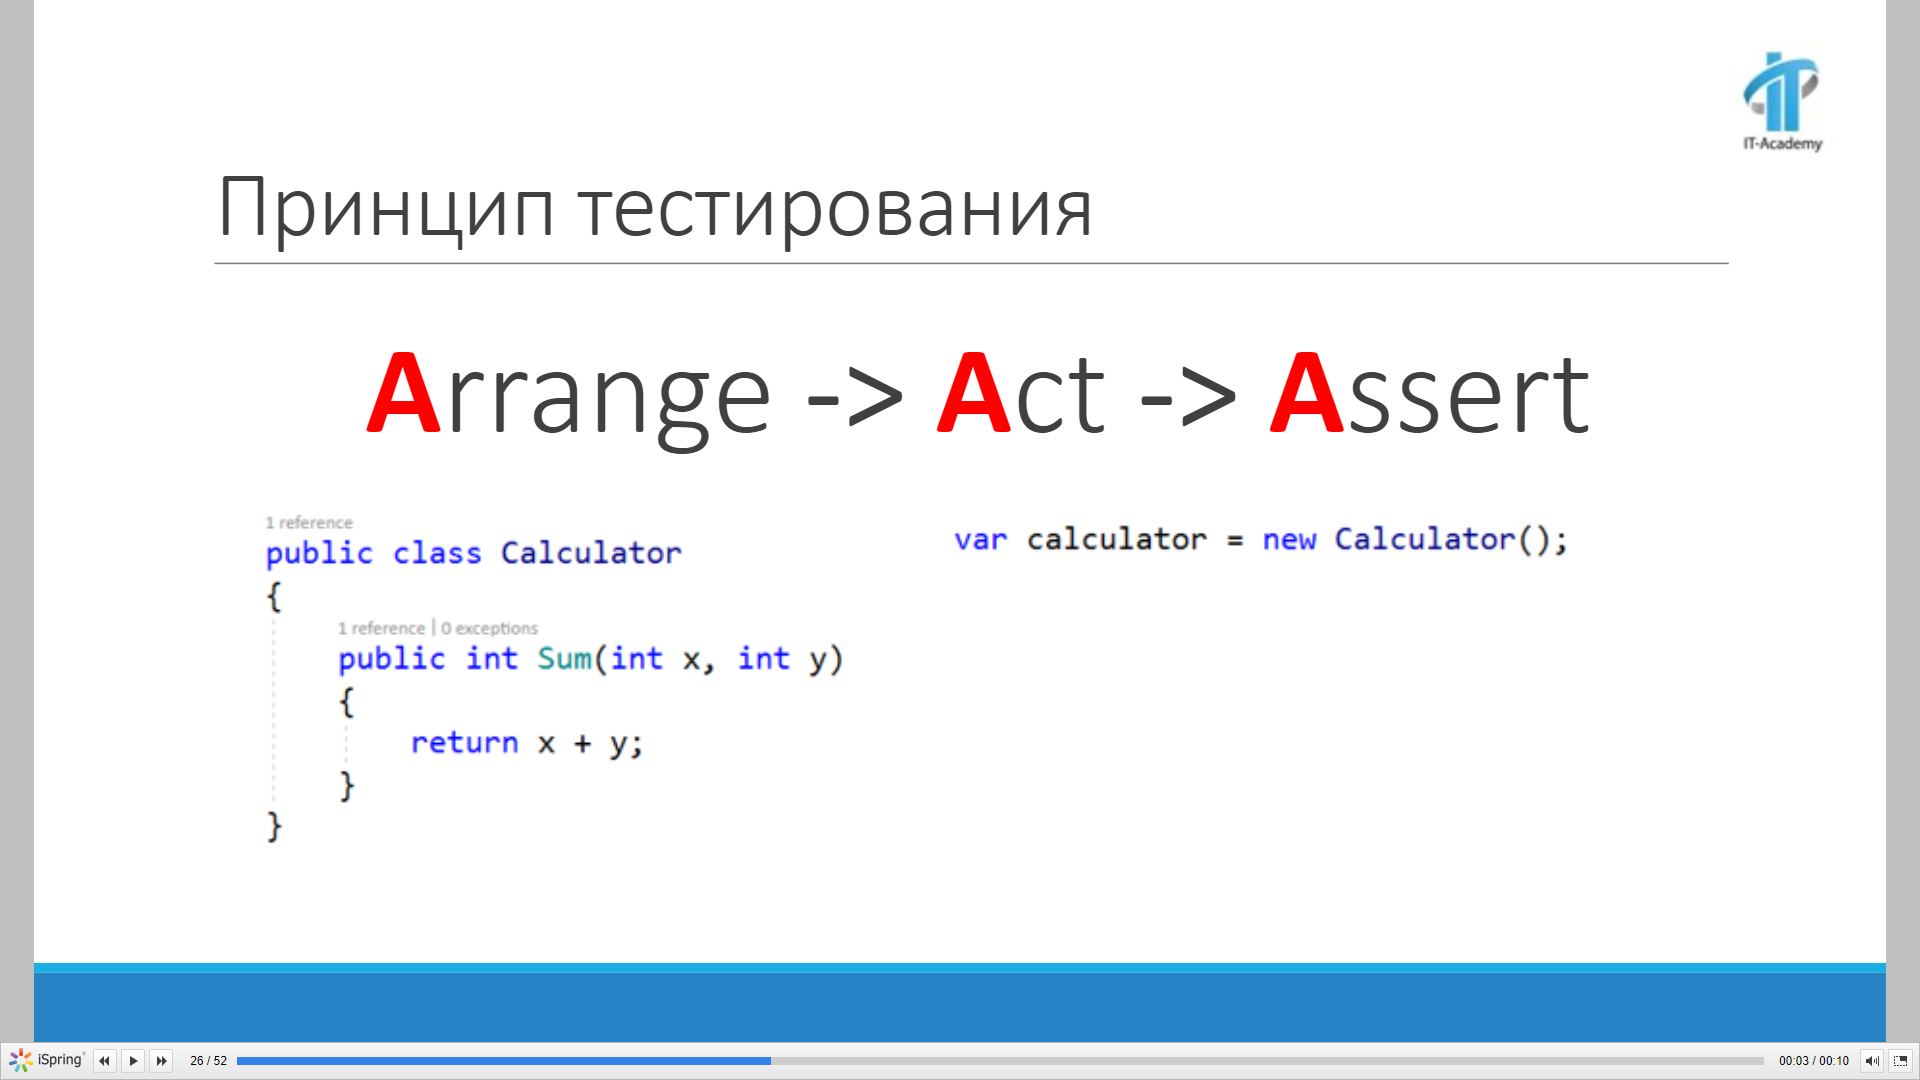 IT-Academy
Принцип тестирования
Arrange -> Act -> Assert
1 reference
public class Calculator
{
1 reference | 0 exceptions
public int Sum(int x, int y)
{
return x + y;
}
}
var calculator = new Calculator();
iSpring
26 / 52
00:03 / 00:10